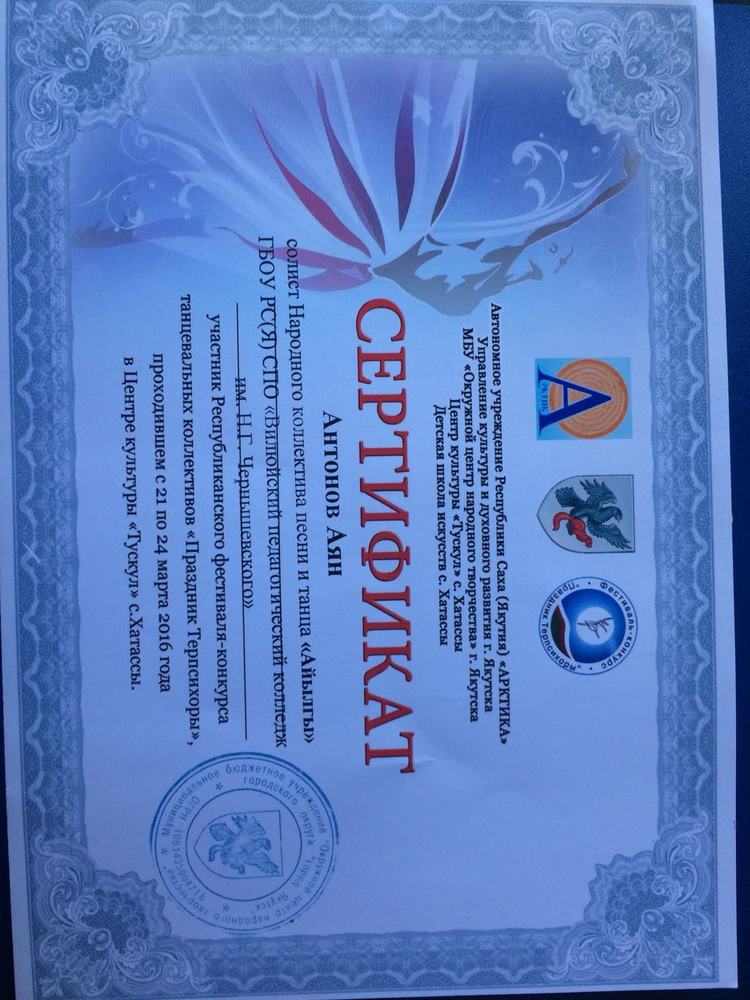 А
РКТИК
Фестиваль-конкурс
"Праздник Терпсихоры"
Автономное учреждение Республики Саха (Якутия) «АРКТИКА»
Управление культуры и духовного развития г. Якутска
МБУ «Окружной центр народного творчества» г. Якутска
Центр культуры «Тускул» с. Хатассы
Детская школа искусств с. Хатассы
СЕРТИФИКАТ
Антонов Аян
солист Народного коллектива песни и танца «Айылгы»
ГБОУ РС(Я) СПО «Вилюйский педагогический колледж
им. Н.Г. Чернышевского»
участник Республиканского фестиваля-конкурса
танцевальных коллективов «Праздник Терпсихоры»,
проходившем с 21 по 24 марта 2016 года
в Центре культуры «Тускул» с.Хатассы.
Муниципальное бюджетное учреждение "Окружной центр народного творчества"
городского округа "город Якутск"
ОГРН 1061435004718